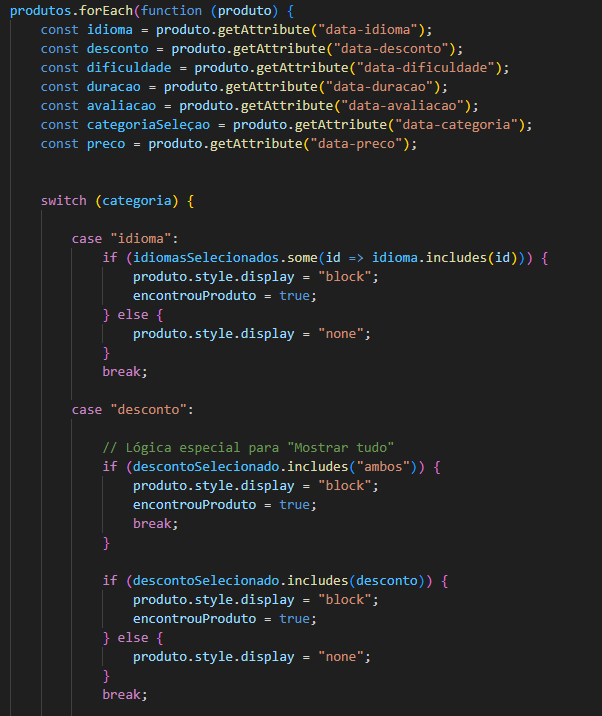 produtos.forEach(function (produto) {
const idioma = produto.getAttribute("data-idioma");
const desconto = produto.getAttribute("data-desconto");
const dificuldade = produto.getAttribute("data-dificuldade");
const duracao = produto.getAttribute("data-duracao");
const avaliacao = produto.getAttribute("data-avaliacao");
const categoriaSeleçao = produto.getAttribute("data-categoria");
const preco = produto.getAttribute("data-preco");
switch (categoria) {
case "idioma":
if (idiomasSelecionados.some(id => idioma.includes(id))) {
produto.style.display = "block";
encontrouProduto = true;
} else {
produto.style.display = "none";
}
break;
case "desconto":
// Lógica especial para "Mostrar tudo"
if (descontoSelecionado.includes("ambos")) {
produto.style.display = "block";
encontrouProduto = true;
break;
}
if (descontoSelecionado.includes(desconto)) {
produto.style.display = "block";
encontrouProduto = true;
} else {
produto.style.display = "none";
}
break;